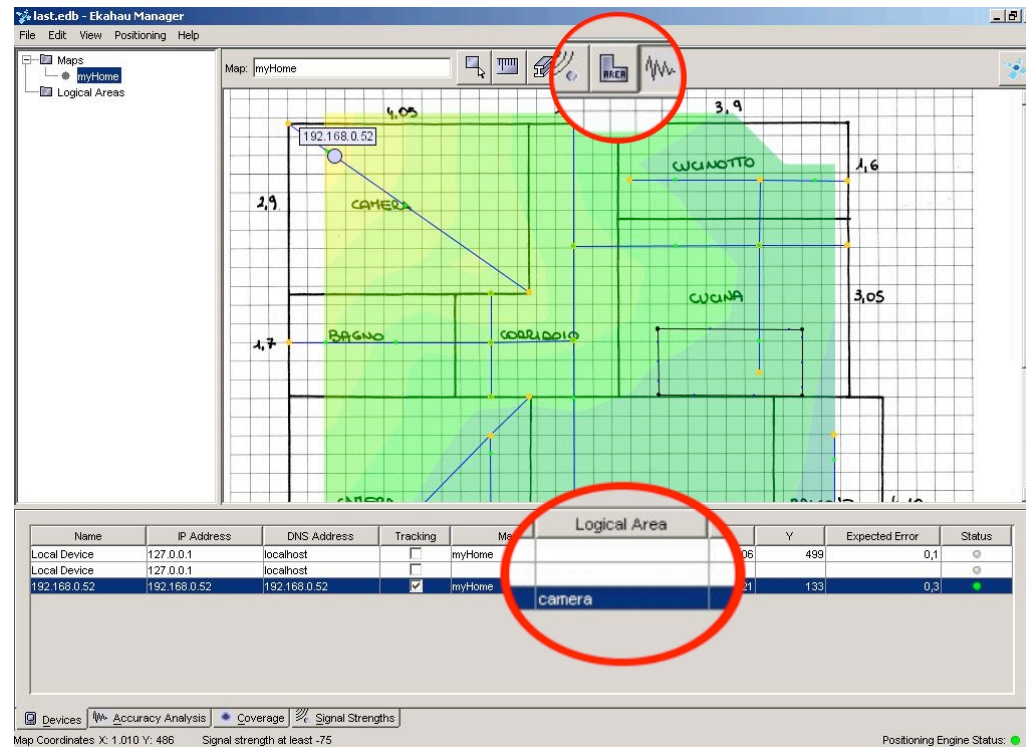 last.edb - Ekahau Manager
File Edit View Positioning Help
Maps
myHome
Logical Areas
Map: myHome
AREA
4,05
3,9
192.168.0.52
CUCINOTTO
1,6
2,9
CAMERA
CUCINA
3,05
1,7
BAGNO
CORRIDOIO
CAMERA
Name IP Address DNS Address Tracking Logical Area Y Expected Error Status
Local Device 127.0.0.1 localhost myHome 06 499 0,1
Local Device 127.0.0.1 localhost
192.168.0.52 192.168.0.52 192.168.0.52 myHome camera 21 133 0,3
Devices Accuracy Analysis Coverage Signal Strengths
Map Coordinates X: 1.010 Y: 486 Signal strength at least -75 Positioning Engine Status: